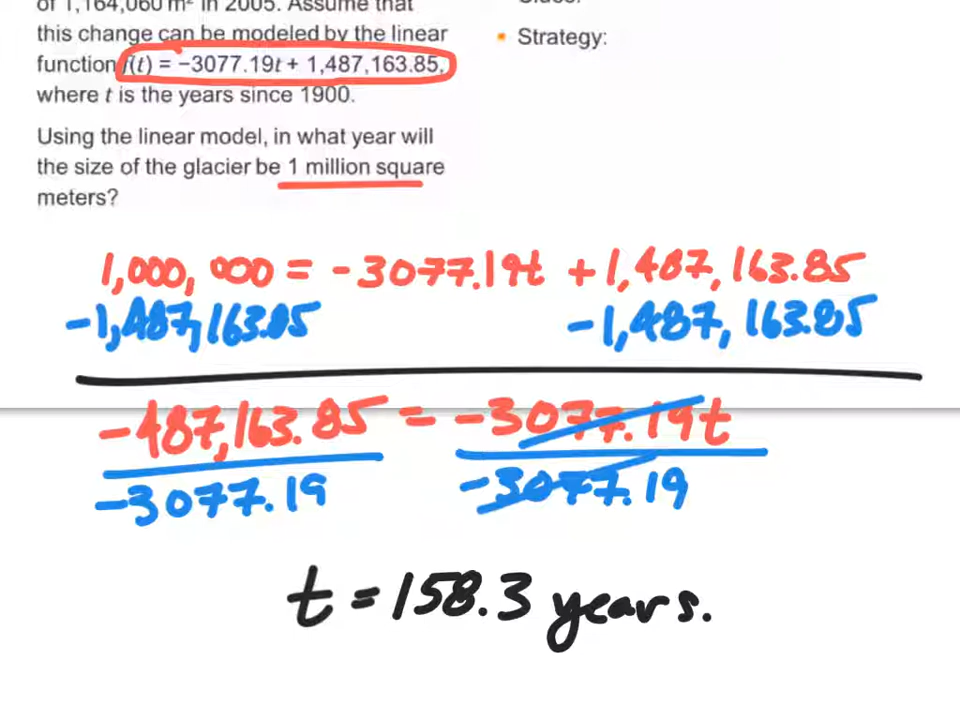 of 1,164,060 m² in 2005. Assume that
this change can be modeled by the linear
function f(t) = −3077.19t + 1,487,163.85,
where t is the years since 1900.
Using the linear model, in what year will
the size of the glacier be 1 million square
meters?
• Strategy:
1,000,000 = -3077.19t + 1,487,163.85
-1,487,163.85 -1,487,163.85
-487,163.85 = -3077.19t
-3077.19 -3077.19
t = 158.3 years.